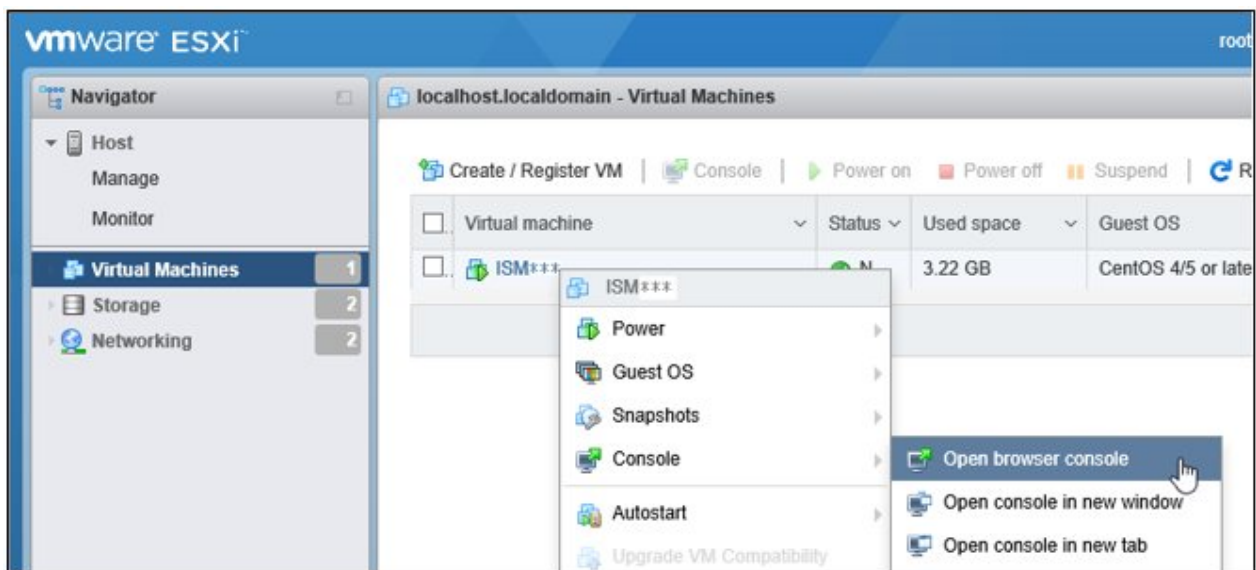 vmware ESXi™
root
Navigator
localhost.localdomain - Virtual Machines
Host
Manage
Monitor
Virtual Machines 1
Storage 2
Networking 2
Create / Register VM | Console | Power on Power off Suspend | R
Virtual machine Status Used space Guest OS
ISM*** N 3.22 GB CentOS 4/5 or late
ISM***
Power
Guest OS
Snapshots
Console
Autostart
Upgrade VM Compatibility
Open browser console
Open console in new window
Open console in new tab